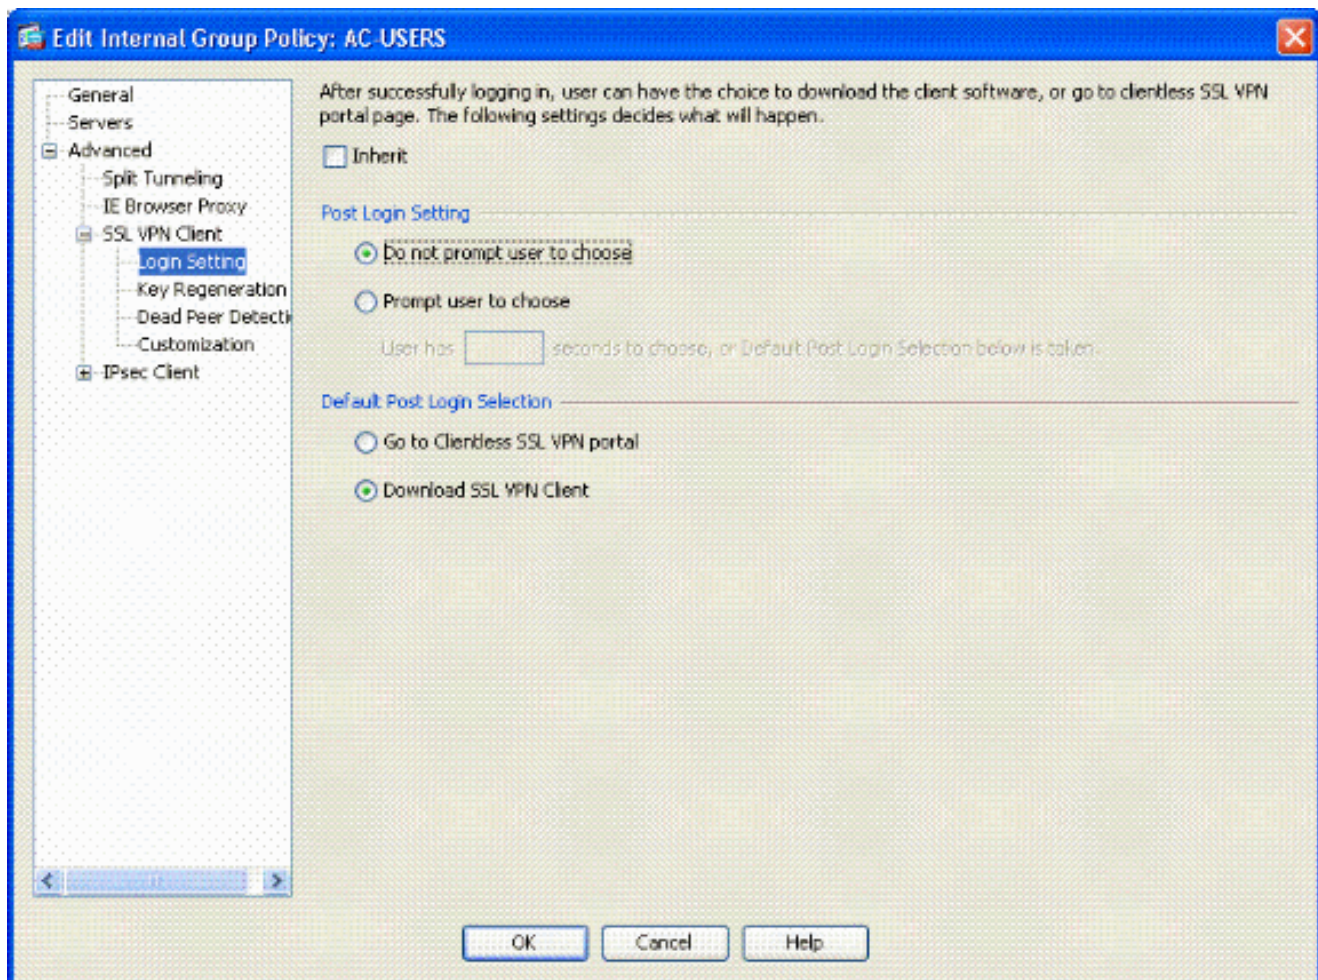 Edit Internal Group Policy: AC-USERS
General
Servers
Advanced
Split Tunneling
IE Browser Proxy
SSL VPN Client
Login Setting
Key Regeneration
Dead Peer Detecti
Customization
IPsec Client
After successfully logging in, user can have the choice to download the client software, or go to clientless SSL VPN
portal page. The following settings decides what will happen.
Inherit
Post Login Setting
Do not prompt user to choose
Prompt user to choose
User has seconds to choose, or Default Post Login Selection below is taken.
Default Post Login Selection
Go to Clientless SSL VPN portal
Download SSL VPN Client
OK Cancel Help